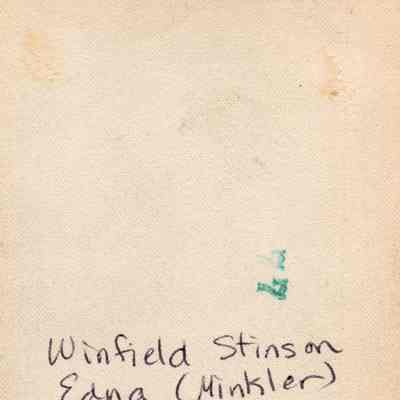 Winfield Stinson
Edna (Minkler)